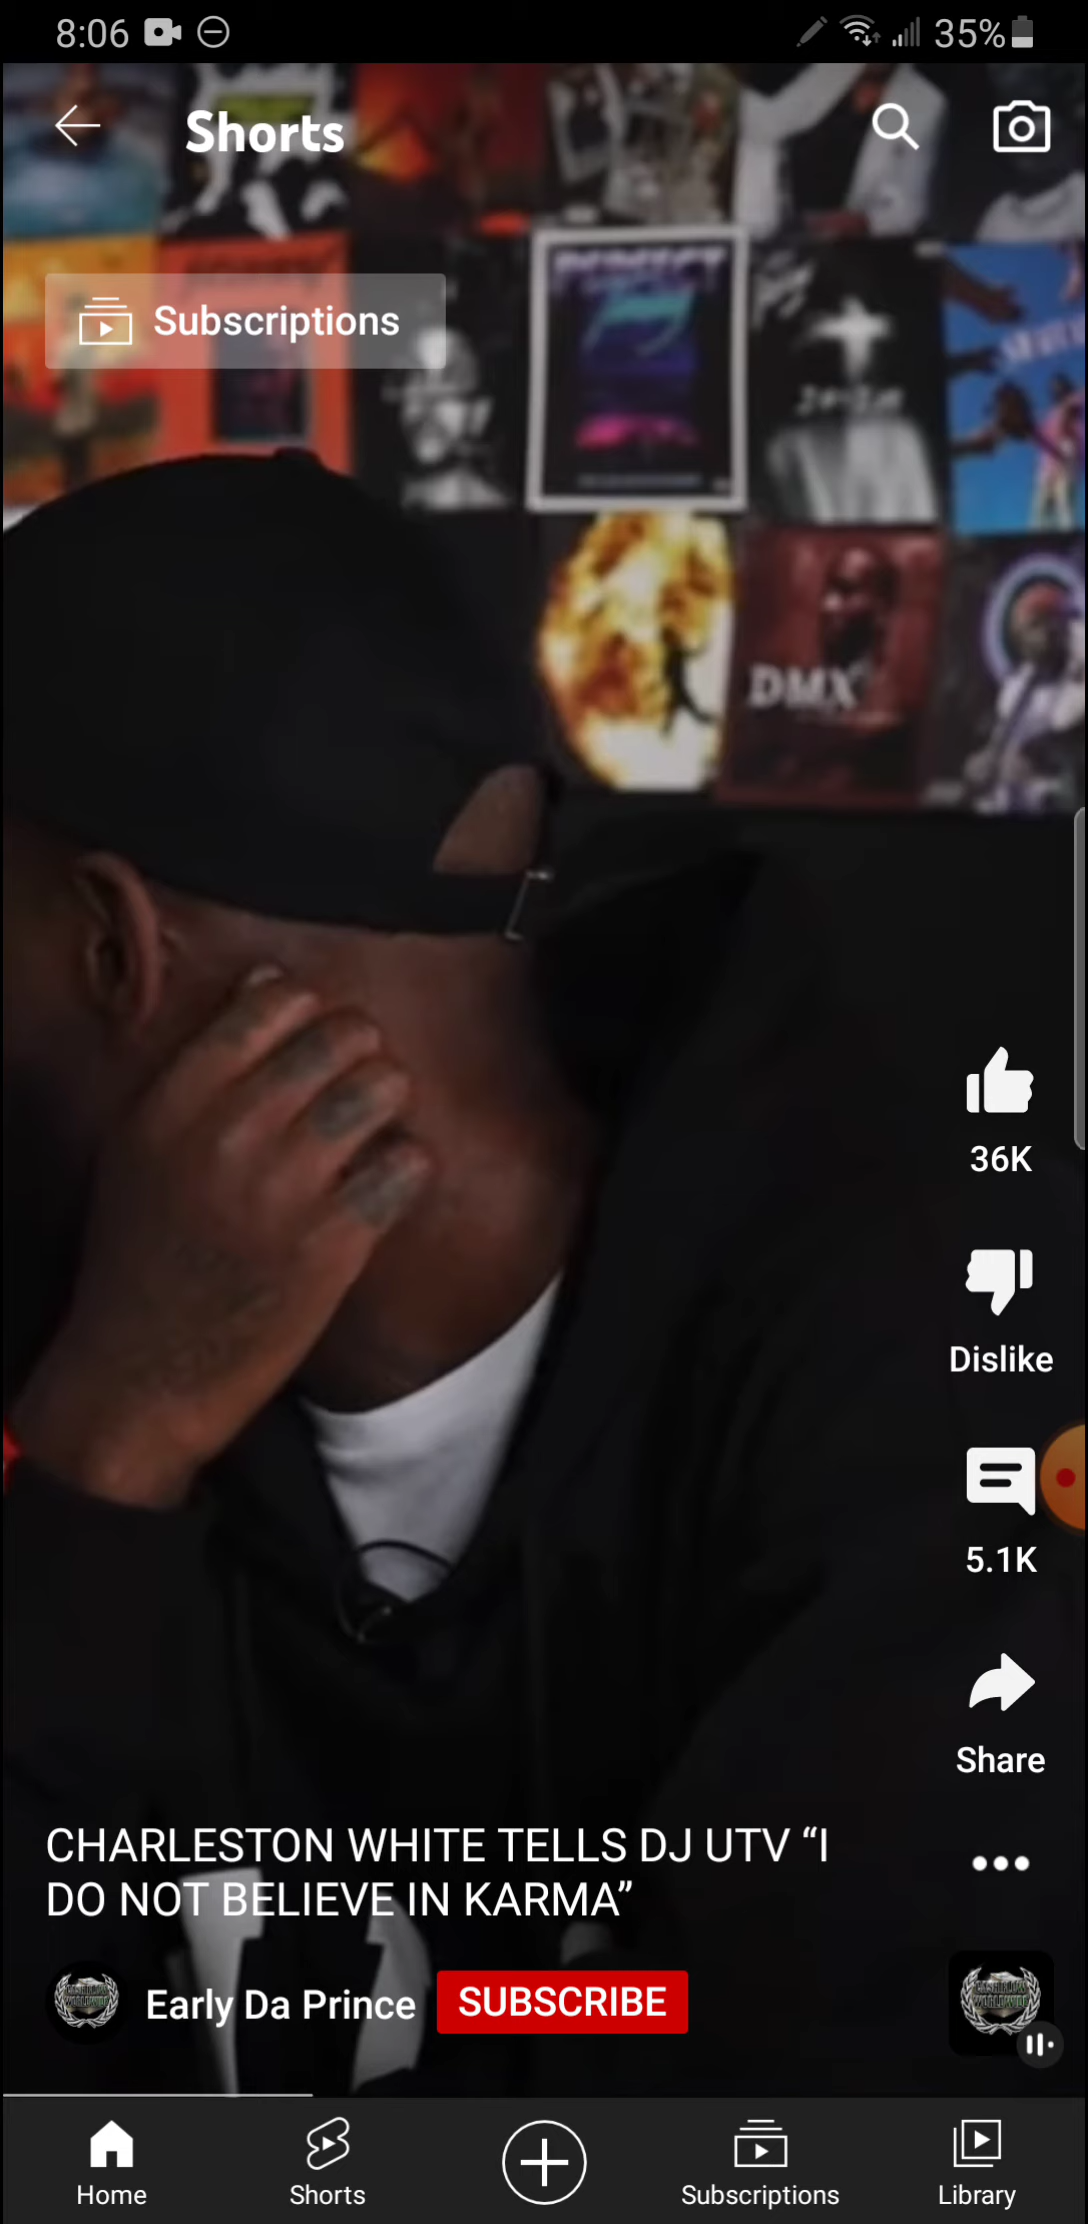 8:06
35%
Shorts
Subscriptions
DMX
36K
Dislike
5.1K
Share
CHARLESTON WHITE TELLS DJ UTV “I
DO NOT BELIEVE IN KARMA”
Early Da Prince
SUBSCRIBE
Home
Shorts
Subscriptions
Library